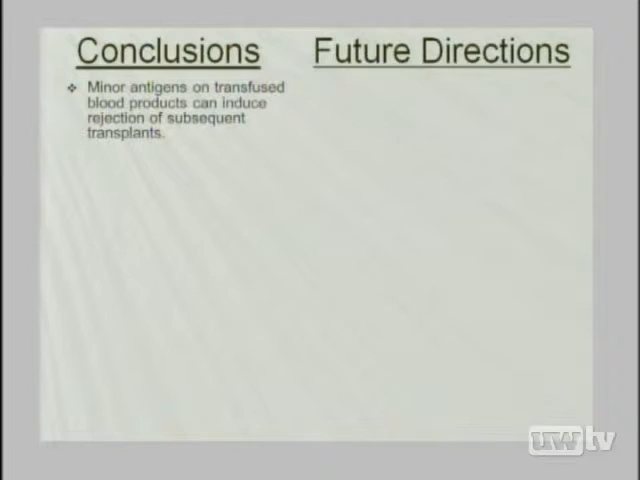 Conclusions Future Directions
❖ Minor antigens on transfused
blood products can induce
rejection of subsequent
transplants.
uwtv